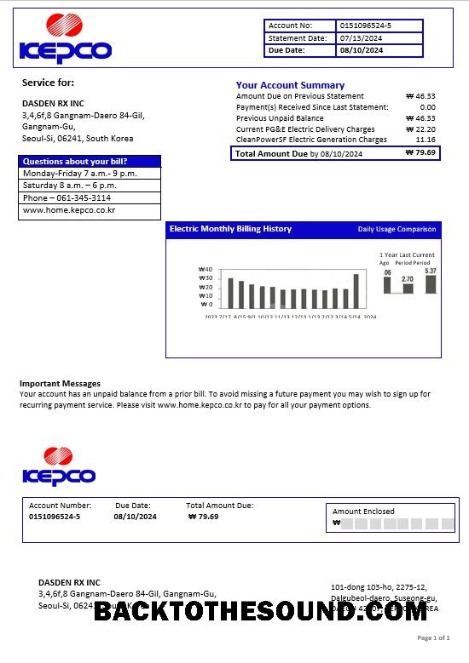 KEPCO
Account No: 0151096524-5
Statement Date: 07/13/2024
Due Date: 08/10/2024
Service for:
DASDEN RX INC
3,4,6f,8 Gangnam-Daero 84-Gil,
Gangnam-Gu,
Seoul-Si, 06241, South Korea
Your Account Summary
Amount Due on Previous Statement ₩ 46.53
Payment(s) Received Since Last Statement: 0.00
Previous Unpaid Balance ₩ 46.53
Current PG&E Electric Delivery Charges ₩ 22.20
CleanPowerSF Electric Generation Charges 11.16
Total Amount Due by 08/10/2024 ₩ 79.69
Questions about your bill?
Monday-Friday 7 a.m.- 9 p.m.
Saturday 8 a.m. – 6 p.m.
Phone – 061-345-3114
www.home.kepco.co.kr
Electric Monthly Billing History Daily Usage Comparison
1 Year Last Current
Ago Period Period
.06 2.70 5.37
₩40
₩30
₩20
₩10
₩ 0
Important Messages
Your account has an unpaid balance from a prior bill. To avoid missing a future payment you may wish to sign up for
recurring payment service. Please visit www.home.kepco.co.kr to pay for all your payment options.
KEPCO
Account Number: Due Date: Total Amount Due:
0151096524-5 08/10/2024 ₩ 79.69
Amount Enclosed
₩
DASDEN RX INC
3,4,6f,8 Gangnam-Daero 84-Gil, Gangnam-Gu,
Seoul-Si, 06241
101-dong 103-ho, 2275-12,
Dalgubeol-daero, Suseong-gu,
BACKTOTHESOUND.COM
Page 1 of 1